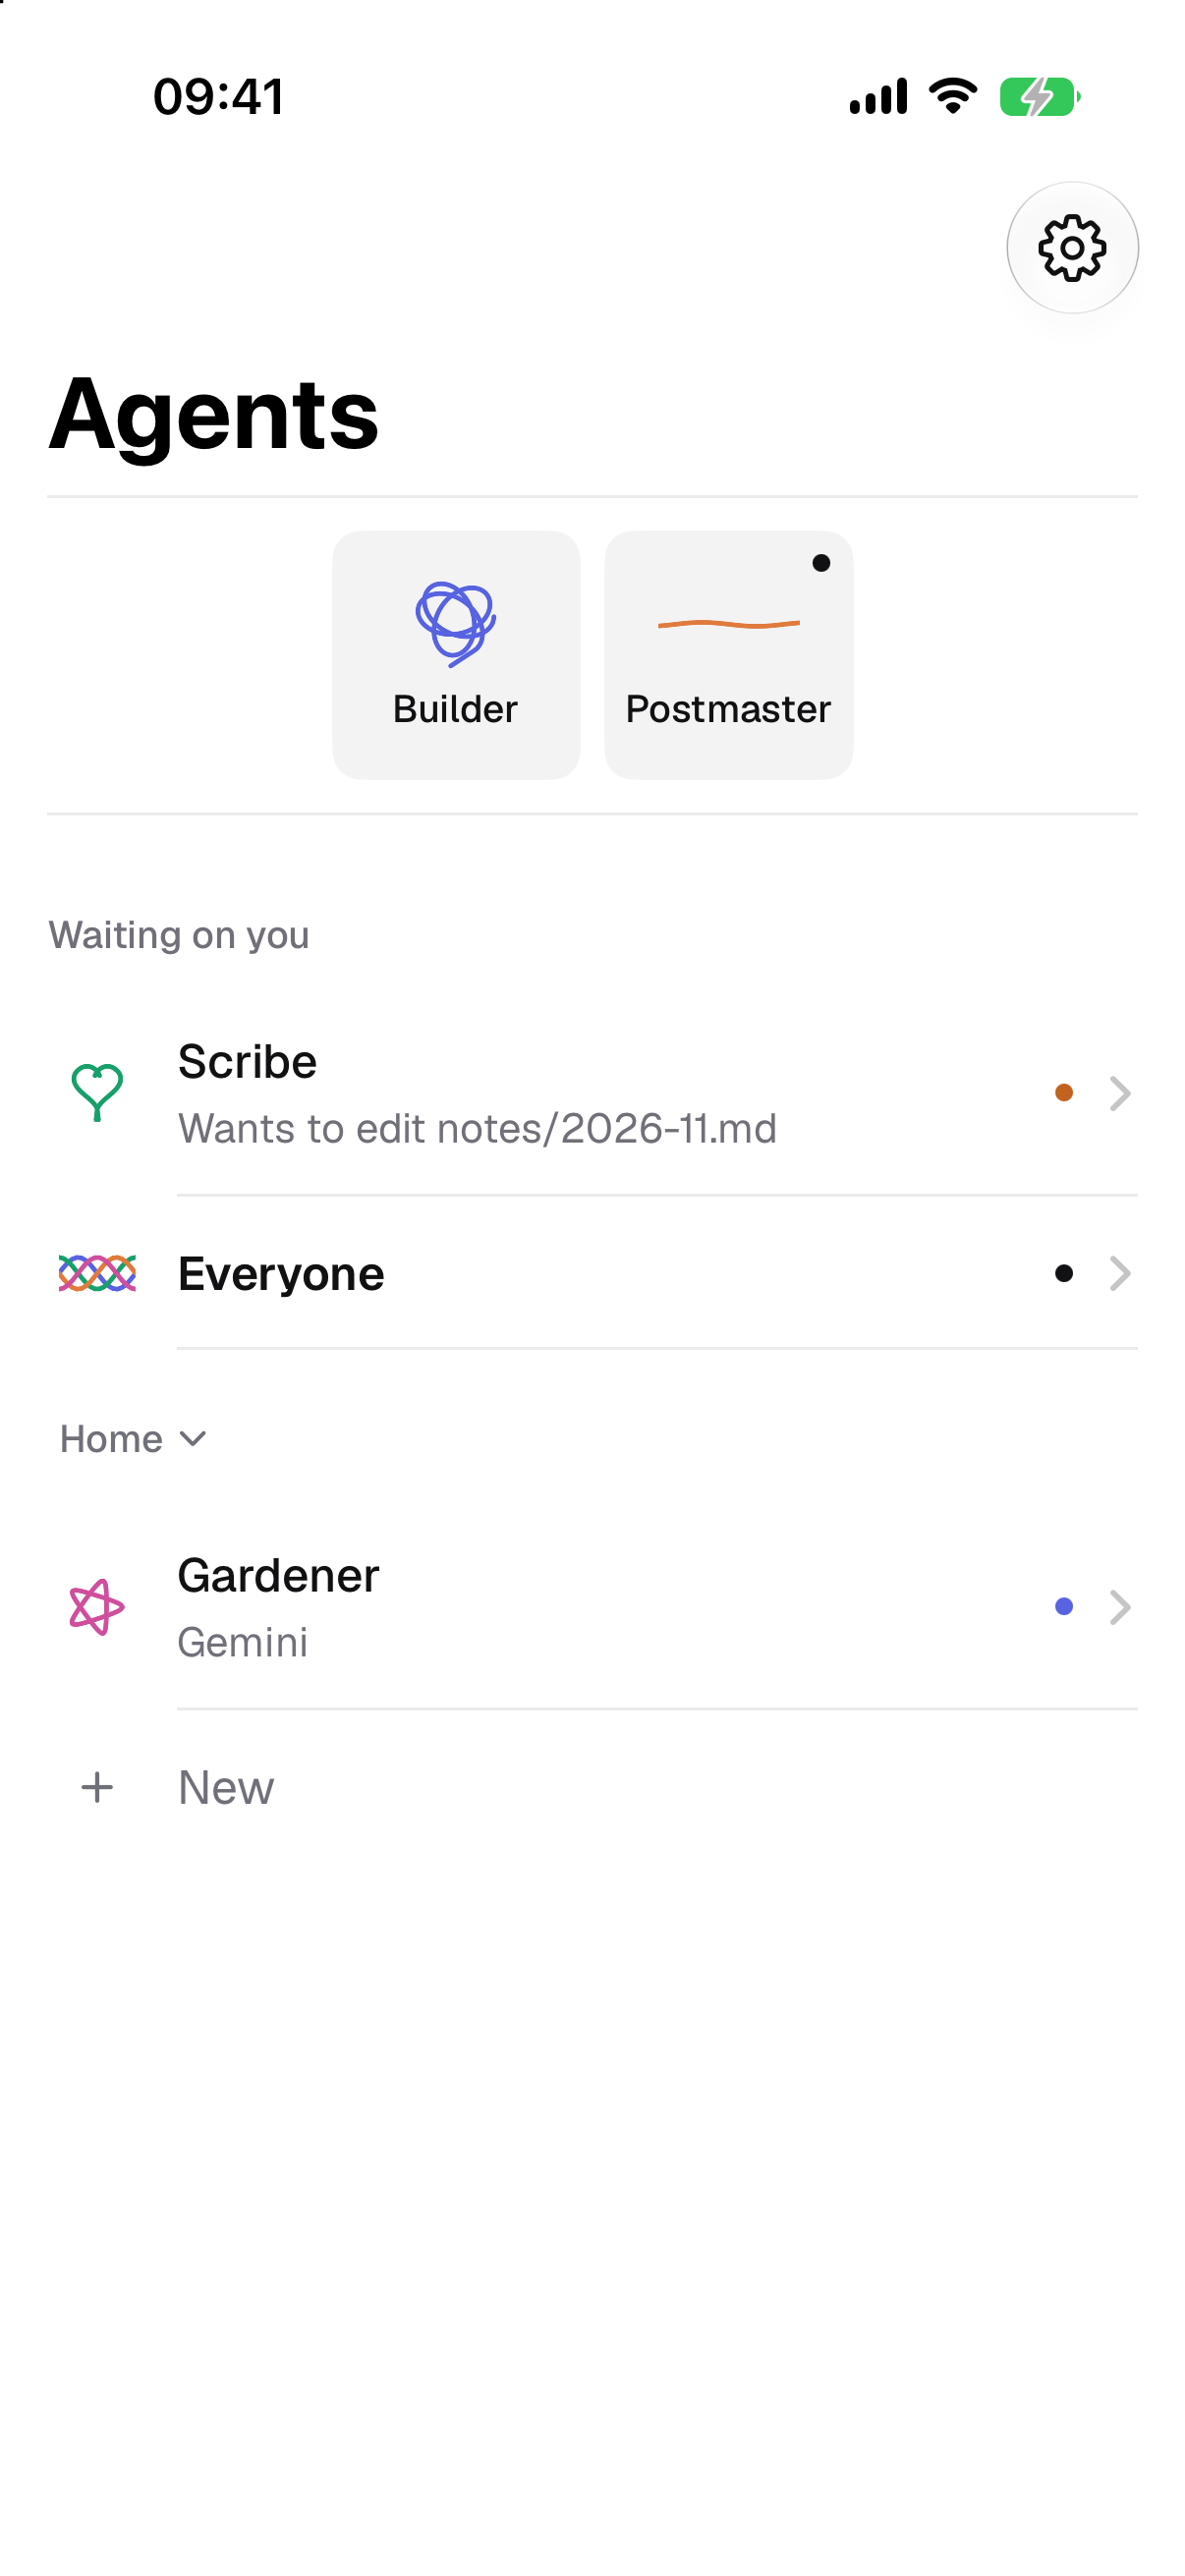 09:41
Agents
Builder
Postmaster
Waiting on you
Scribe
Wants to edit notes/2026-11.md
Everyone
Home
Gardener
Gemini
New